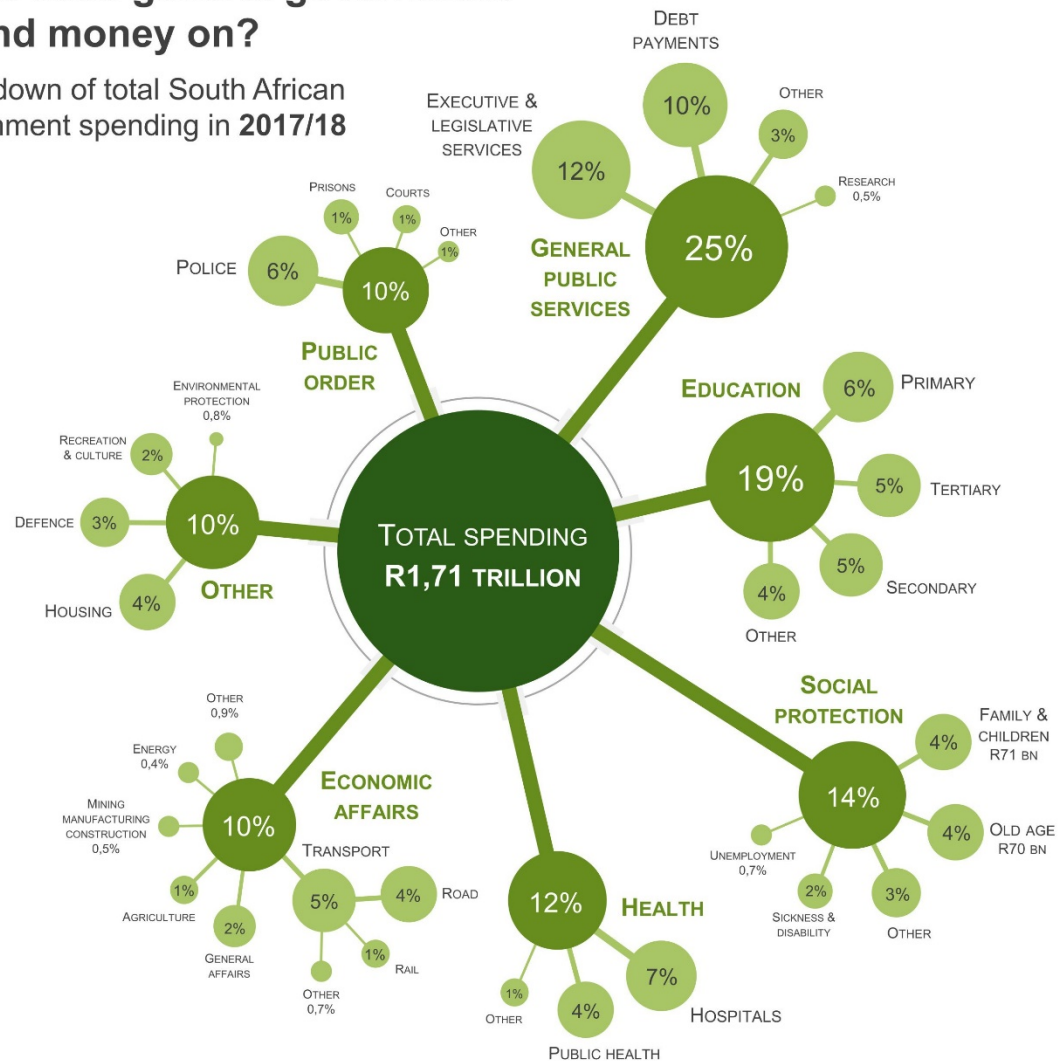 nd money on?
down of total South African
nment spending in 2017/18
DEBT
PAYMENTS
10%
EXECUTIVE &
LEGISLATIVE
SERVICES
12%
OTHER
3%
RESEARCH
0,5%
25%
GENERAL
PUBLIC
SERVICES
PRISONS
1%
COURTS
1%
OTHER
1%
POLICE
6%
10%
PUBLIC
ORDER
EDUCATION
19%
6%
PRIMARY
5%
TERTIARY
5%
SECONDARY
4%
OTHER
ENVIRONMENTAL
PROTECTION
0,8%
RECREATION
& CULTURE
2%
DEFENCE
3%
HOUSING
4%
10%
OTHER
TOTAL SPENDING
R1,71 TRILLION
SOCIAL
PROTECTION
14%
4%
FAMILY &
CHILDREN
R71 BN
4%
OLD AGE
R70 BN
3%
OTHER
2%
SICKNESS &
DISABILITY
UNEMPLOYMENT
0,7%
OTHER
0,9%
ENERGY
0,4%
MINING
MANUFACTURING
CONSTRUCTION
0,5%
10%
ECONOMIC
AFFAIRS
1%
AGRICULTURE
2%
GENERAL
AFFAIRS
TRANSPORT
5%
4%
ROAD
1%
RAIL
OTHER
0,7%
12%
HEALTH
7%
HOSPITALS
4%
PUBLIC HEALTH
1%
OTHER